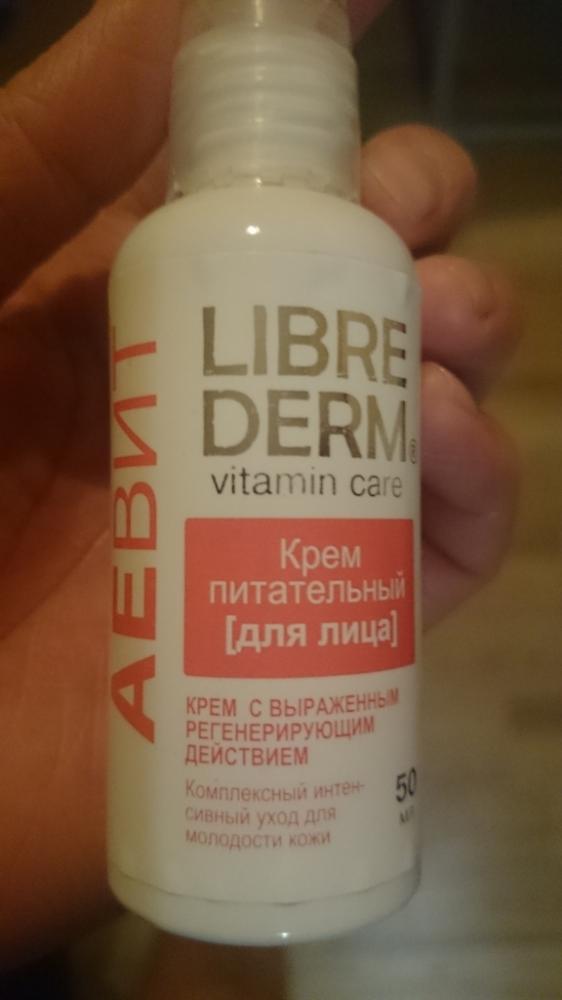 АЕВИТ
LIBRE
DERM®
vitamin care
Крем
питательный
[для лица]
КРЕМ С ВЫРАЖЕННЫМ
РЕГЕНЕРИРУЮЩИМ
ДЕЙСТВИЕМ
Комплексный интен-
сивный уход для
молодости кожи
50
мл